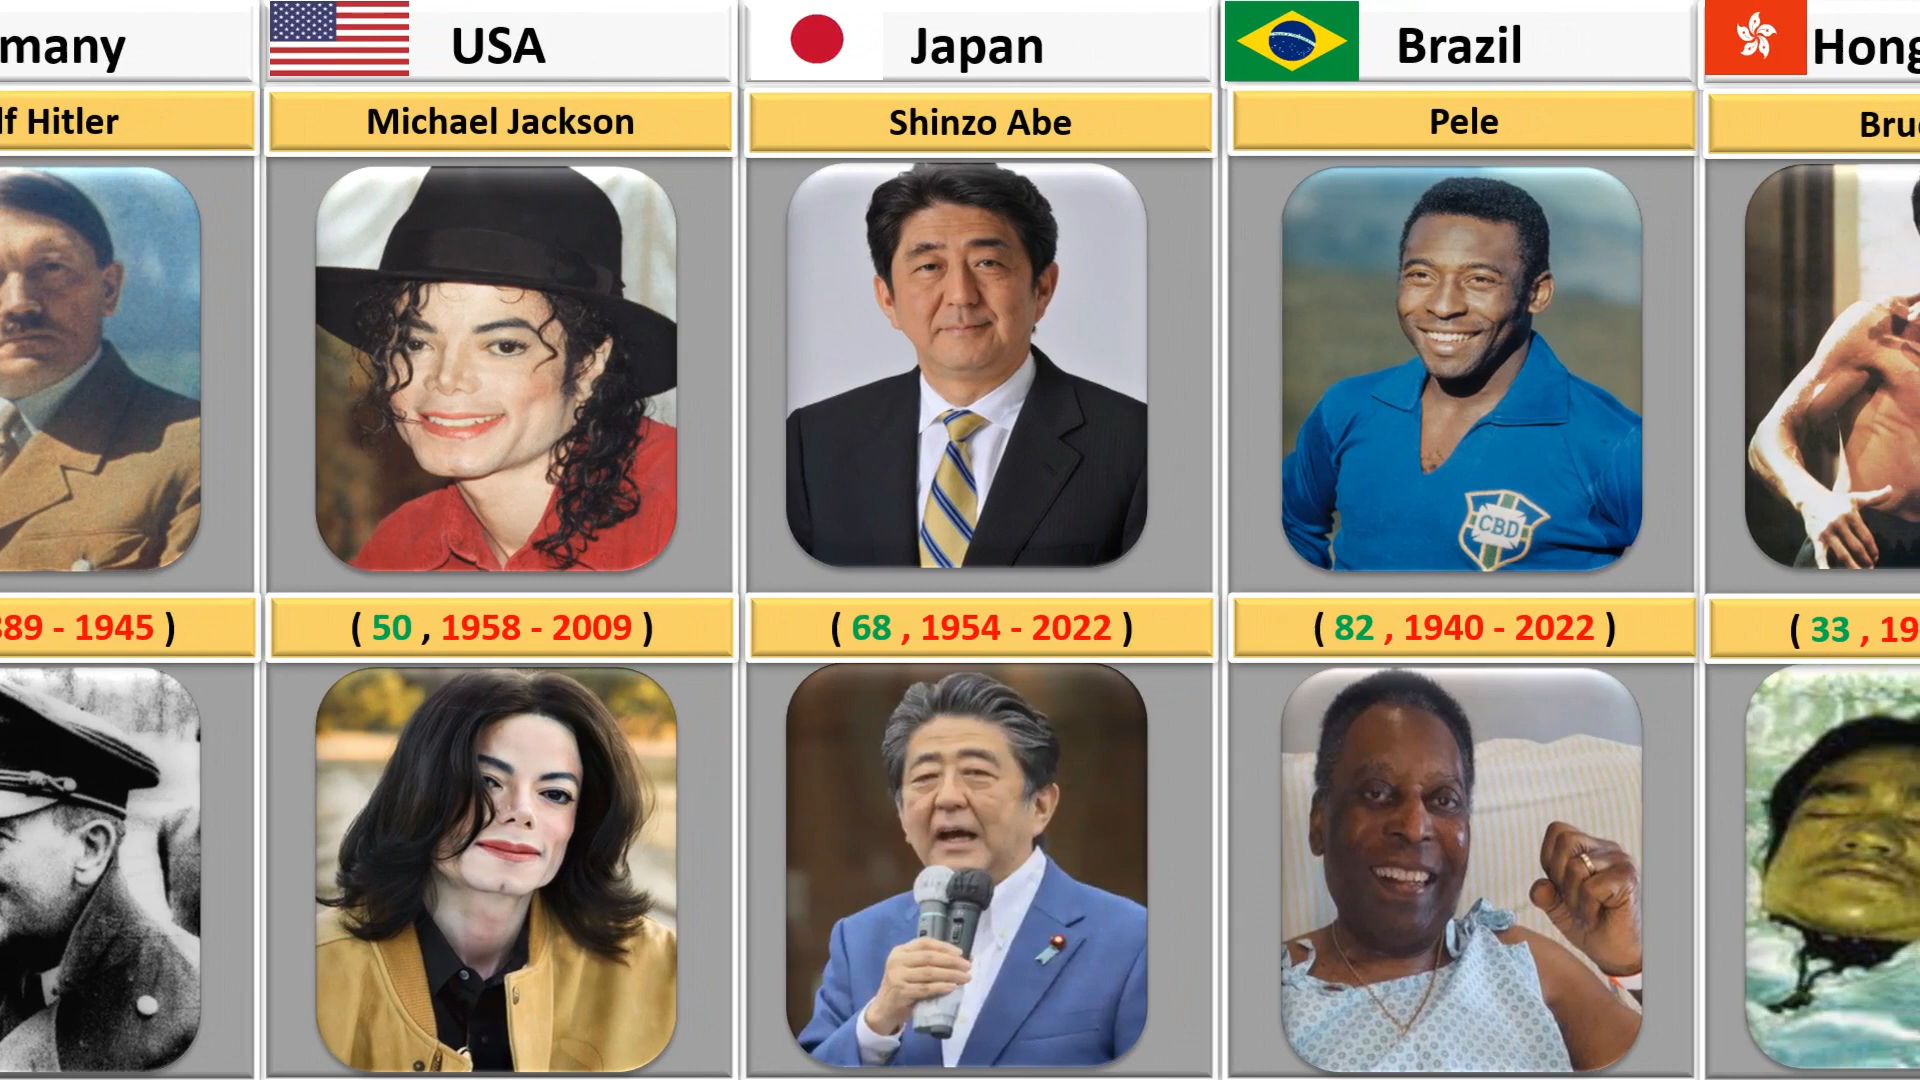 many USA Japan Brazil Hong
lf Hitler Michael Jackson Shinzo Abe Pele Bru
CBD
89 - 1945 ) ( 50 , 1958 - 2009 ) ( 68 , 1954 - 2022 ) ( 82 , 1940 - 2022 ) ( 33 , 19